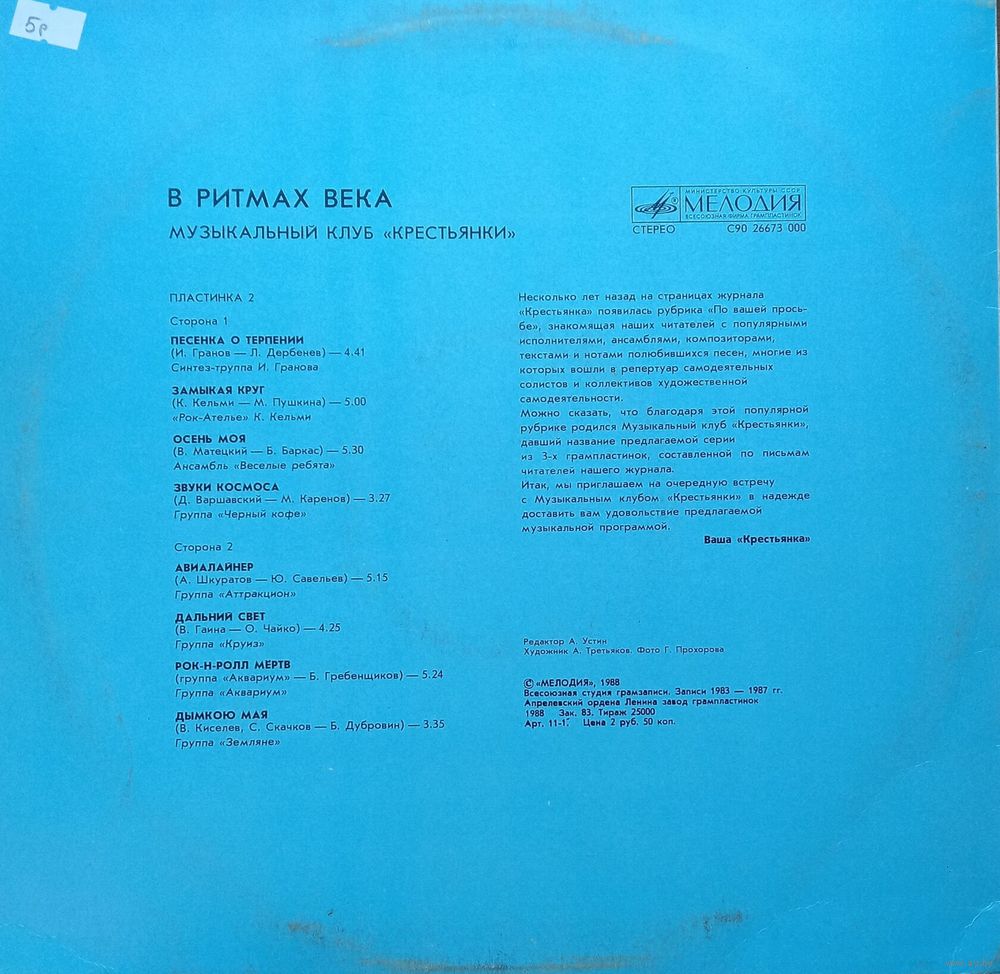 5р
В РИТМАХ ВЕКА
МУЗЫКАЛЬНЫЙ КЛУБ «КРЕСТЬЯНКИ»
МИНИСТЕРСТВО КУЛЬТУРЫ СССР
МЕЛОДИЯ
ВСЕСОЮЗНАЯ ФИРМА ГРАМПЛАСТИНОК
СТЕРЕО С90 26673 000
ПЛАСТИНКА 2
Сторона 1
ПЕСЕНКА О ТЕРПЕНИИ
(И. Гранов — Л. Дербенев) — 4.41
Синтез-группа И. Гранова
ЗАМЫКАЯ КРУГ
(К. Кельми — М. Пушкина) — 5.00
«Рок-Ателье» К. Кельми
ОСЕНЬ МОЯ
(В. Матецкий — Б. Баркас) — 5.30
Ансамбль «Веселые ребята»
ЗВУКИ КОСМОСА
(Д. Варшавский — М. Каренов) — 3.27
Группа «Черный кофе»
Сторона 2
АВИАЛАЙНЕР
(А. Шкуратов — Ю. Савельев) — 5.15
Группа «Аттракцион»
ДАЛЬНИЙ СВЕТ
(В. Гаина — О. Чайко) — 4.25
Группа «Круиз»
РОК-Н-РОЛЛ МЕРТВ
(группа «Аквариум» — Б. Гребенщиков) — 5.24
Группа «Аквариум»
ДЫМКОЮ МАЯ
(В. Киселев, С. Скачков — Б. Дубровин) — 3.35
Группа «Земляне»
Несколько лет назад на страницах журнала
«Крестьянка» появилась рубрика «По вашей прось-
бе», знакомящая наших читателей с популярными
исполнителями, ансамблями, композиторами,
текстами и нотами полюбившихся песен, многие из
которых вошли в репертуар самодеятельных
солистов и коллективов художественной
самодеятельности.
Можно сказать, что благодаря этой популярной
рубрике родился Музыкальный клуб «Крестьянки»,
давший название предлагаемой серии
из 3-х грампластинок, составленной по письмам
читателей нашего журнала.
Итак, мы приглашаем на очередную встречу
с Музыкальным клубом «Крестьянки» в надежде
доставить вам удовольствие предлагаемой
музыкальной программой.
Ваша «Крестьянка»
Редактор А. Устин
Художник А. Третьяков. Фото Г. Прохорова
© «МЕЛОДИЯ», 1988
Всесоюзная студия грамзаписи. Записи 1983 — 1987 гг.
Апрелевский ордена Ленина завод грампластинок
1988 Зак. 83. Тираж 25000
Арт. 11-1. Цена 2 руб. 50 коп.